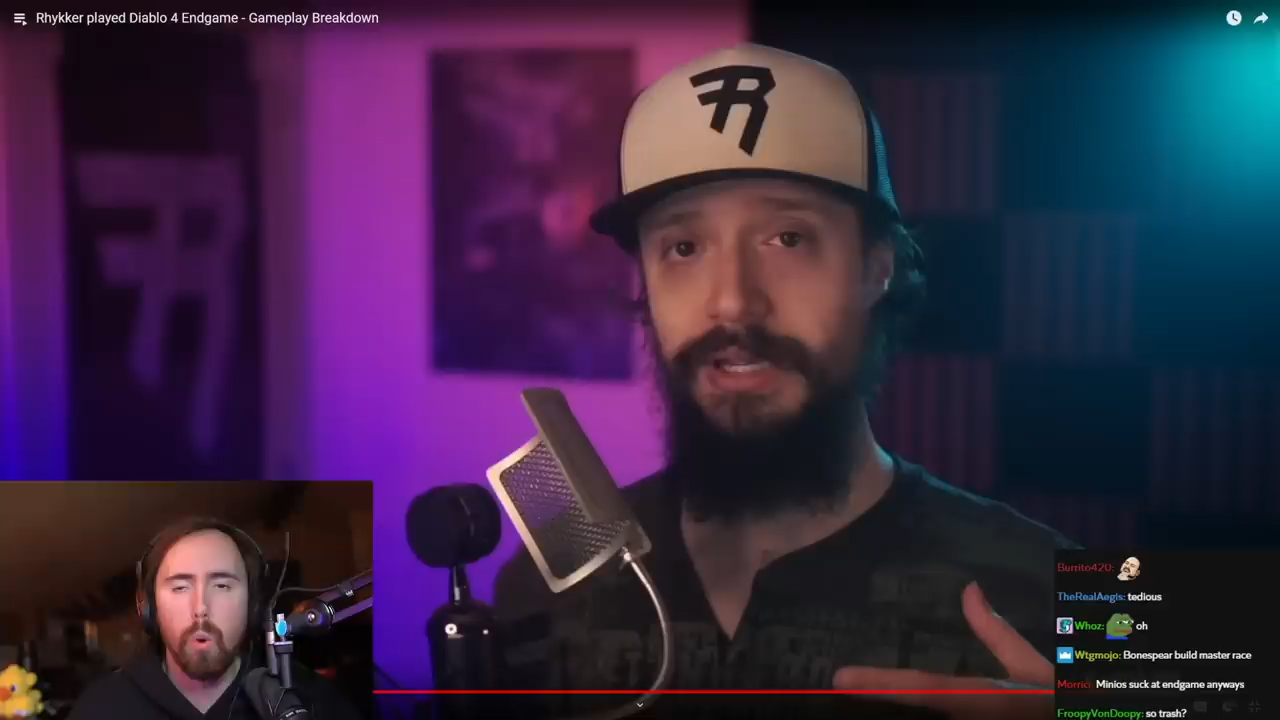 Rhykker played Diablo 4 Endgame - Gameplay Breakdown
Burrito420:
TheRealAegis: tedious
Whoz: oh
Wtgmojo: Bonespear build master race
Morric: Minios suck at endgame anyways
FroopyVonDoopy: so trash?